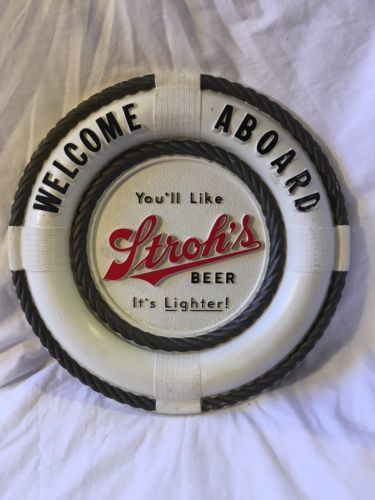 WELCOME ABOARD
You'll Like
Stroh's
BEER
It's Lighter!